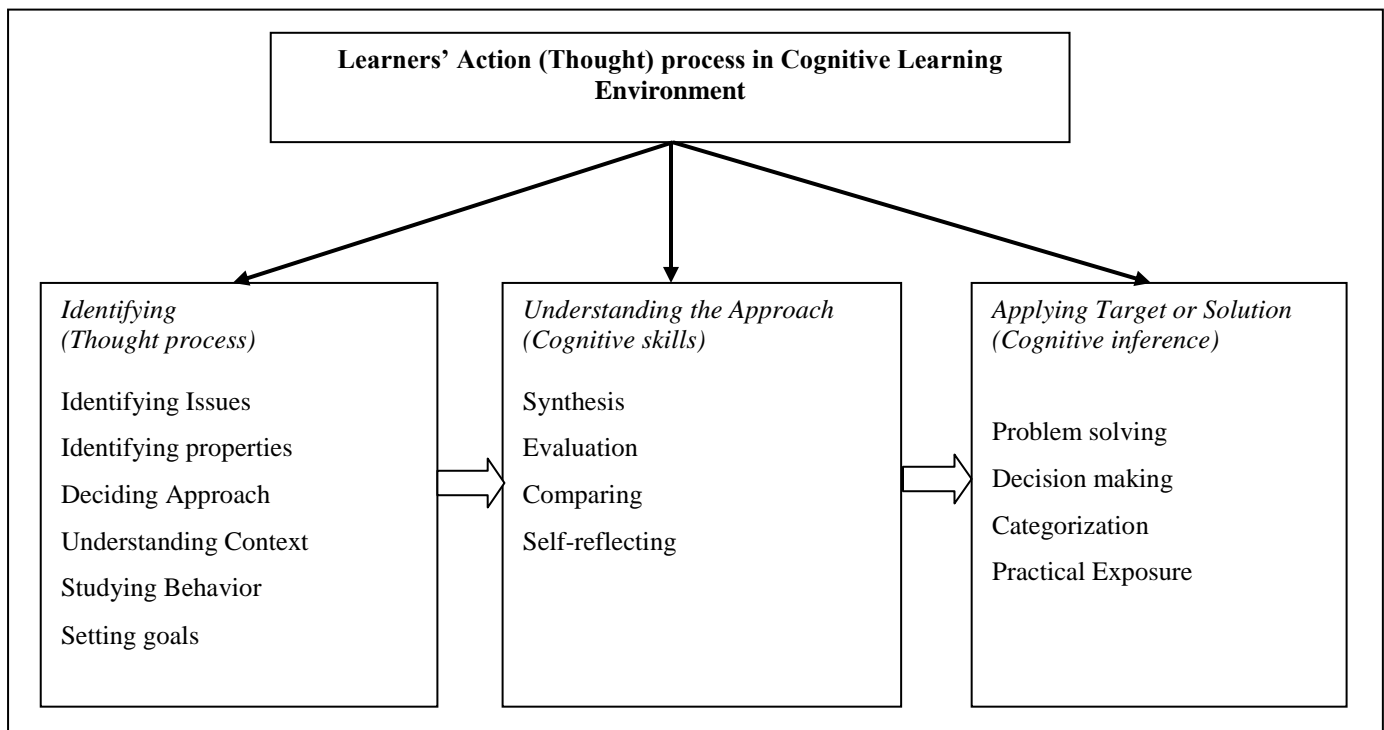 Learners’ Action (Thought) process in Cognitive Learning
Environment
Identifying
(Thought process)
Identifying Issues
Identifying properties
Deciding Approach
Understanding Context
Studying Behavior
Setting goals
Understanding the Approach
(Cognitive skills)
Synthesis
Evaluation
Comparing
Self-reflecting
Applying Target or Solution
(Cognitive inference)
Problem solving
Decision making
Categorization
Practical Exposure